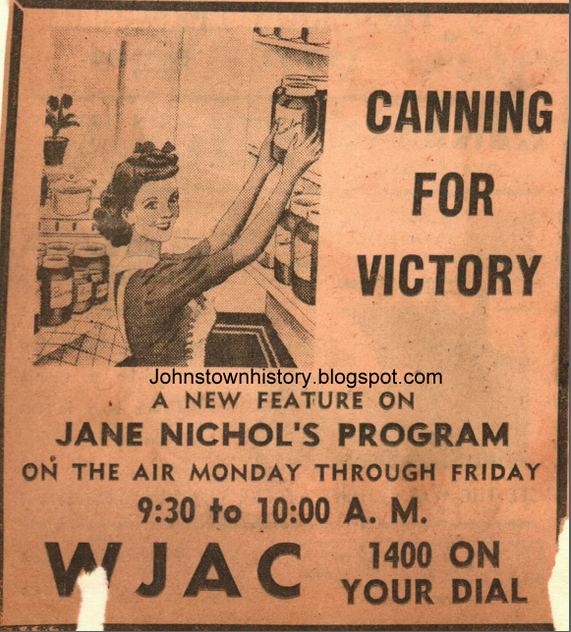 CANNING
FOR
VICTORY
Johnstownhistory.blogspot.com
A NEW FEATURE ON
JANE NICHOL'S PROGRAM
ON THE AIR MONDAY THROUGH FRIDAY
9:30 to 10:00 A. M.
WJAC
1400 ON
YOUR DIAL